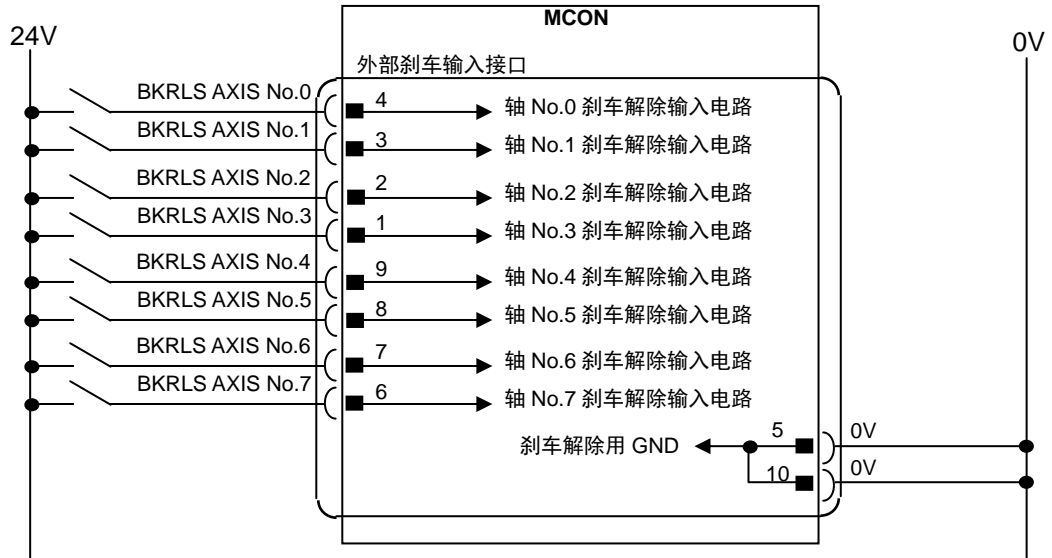 MCON
24V
0V
外部刹车输入接口
BKRLS AXIS No.0 4 轴 No.0 刹车解除输入电路
BKRLS AXIS No.1 3 轴 No.1 刹车解除输入电路
BKRLS AXIS No.2 2 轴 No.2 刹车解除输入电路
BKRLS AXIS No.3 1 轴 No.3 刹车解除输入电路
BKRLS AXIS No.4 9 轴 No.4 刹车解除输入电路
BKRLS AXIS No.5 8 轴 No.5 刹车解除输入电路
BKRLS AXIS No.6 7 轴 No.6 刹车解除输入电路
BKRLS AXIS No.7 6 轴 No.7 刹车解除输入电路
刹车解除用 GND 5 0V
10 0V